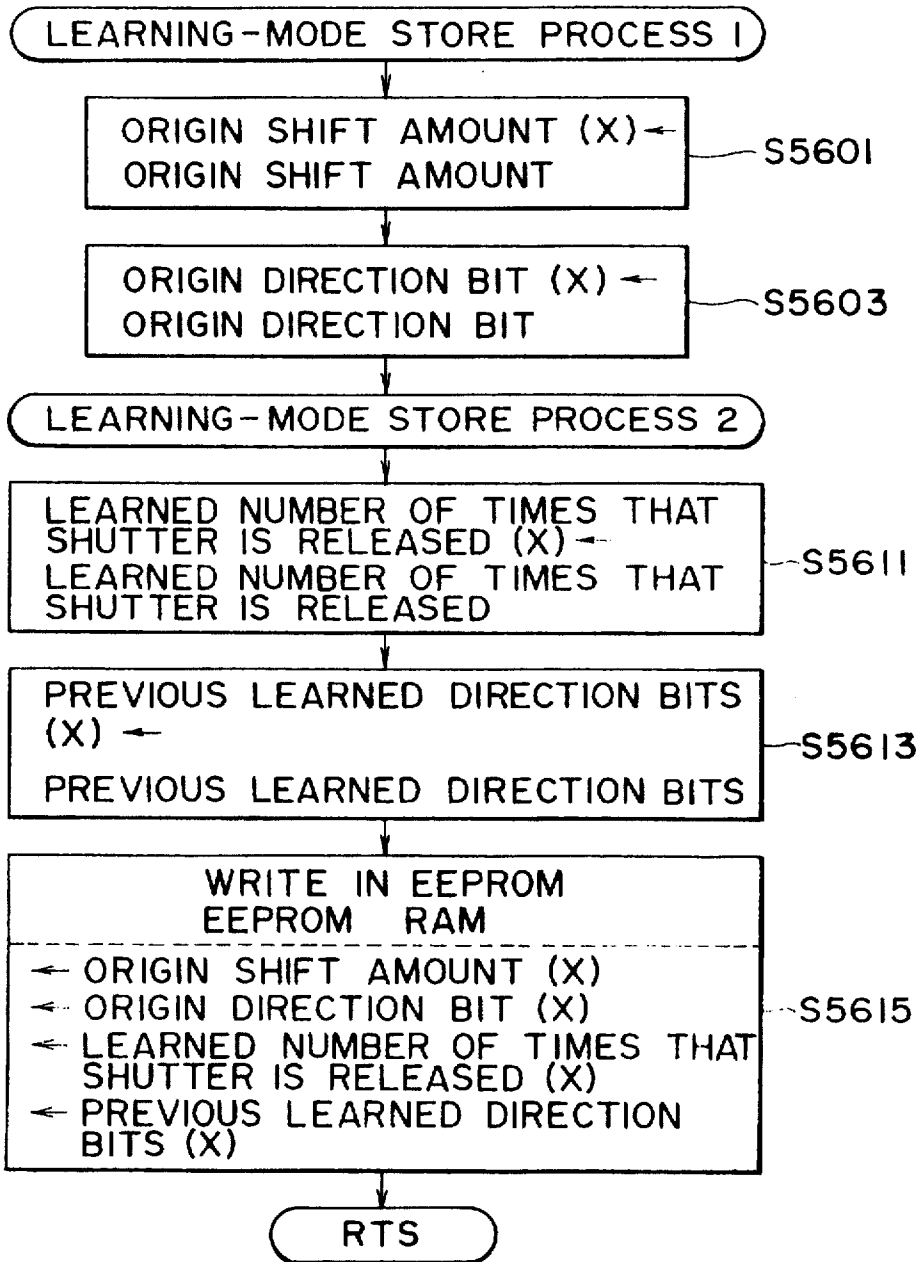 LEARNING-MODE STORE PROCESS 1
ORIGIN SHIFT AMOUNT (X) ←
ORIGIN SHIFT AMOUNT
S5601
ORIGIN DIRECTION BIT (X) ←
ORIGIN DIRECTION BIT
S5603
LEARNING-MODE STORE PROCESS 2
LEARNED NUMBER OF TIMES THAT
SHUTTER IS RELEASED (X) ←
LEARNED NUMBER OF TIMES THAT
SHUTTER IS RELEASED
S5611
PREVIOUS LEARNED DIRECTION BITS
(X) ←
PREVIOUS LEARNED DIRECTION BITS
S5613
WRITE IN EEPROM
EEPROM RAM
← ORIGIN SHIFT AMOUNT (X)
← ORIGIN DIRECTION BIT (X)
← LEARNED NUMBER OF TIMES THAT
SHUTTER IS RELEASED (X)
← PREVIOUS LEARNED DIRECTION
BITS (X)
S5615
RTS